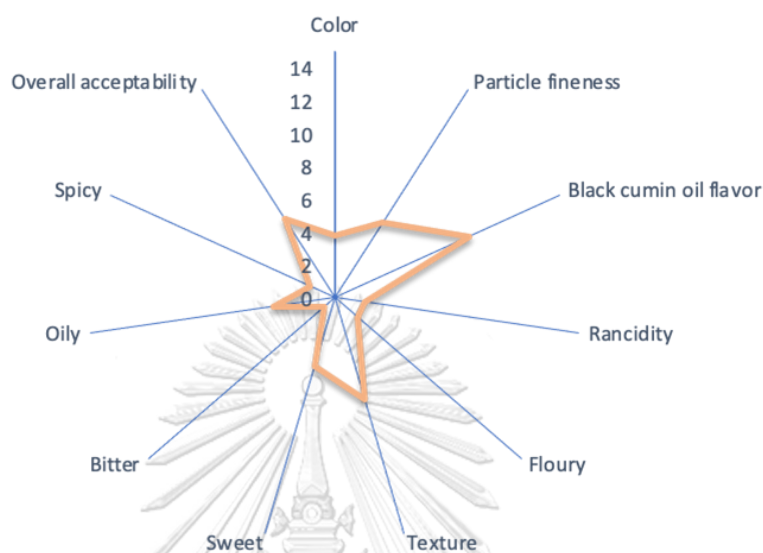 Color
14
Overall acceptability
Particle fineness
12
10
8
Spicy
Black cumin oil flavor
6
4
2
0
Oily
Rancidity
Bitter
Floury
Sweet
Texture